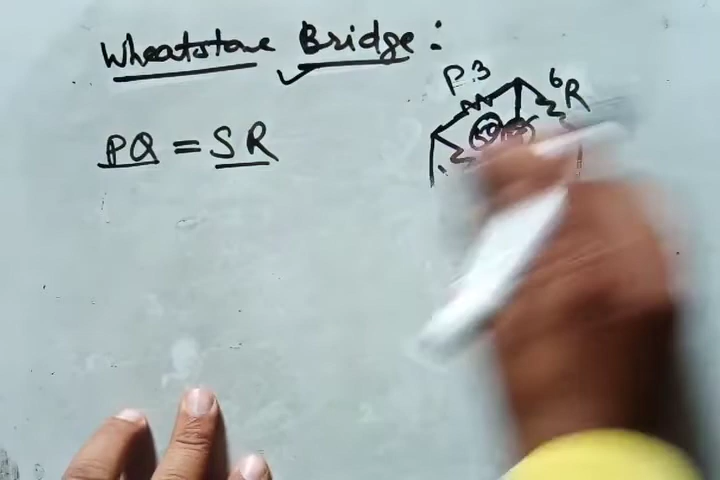 Wheatstone Bridge :
P.3
6
R
PQ = SR